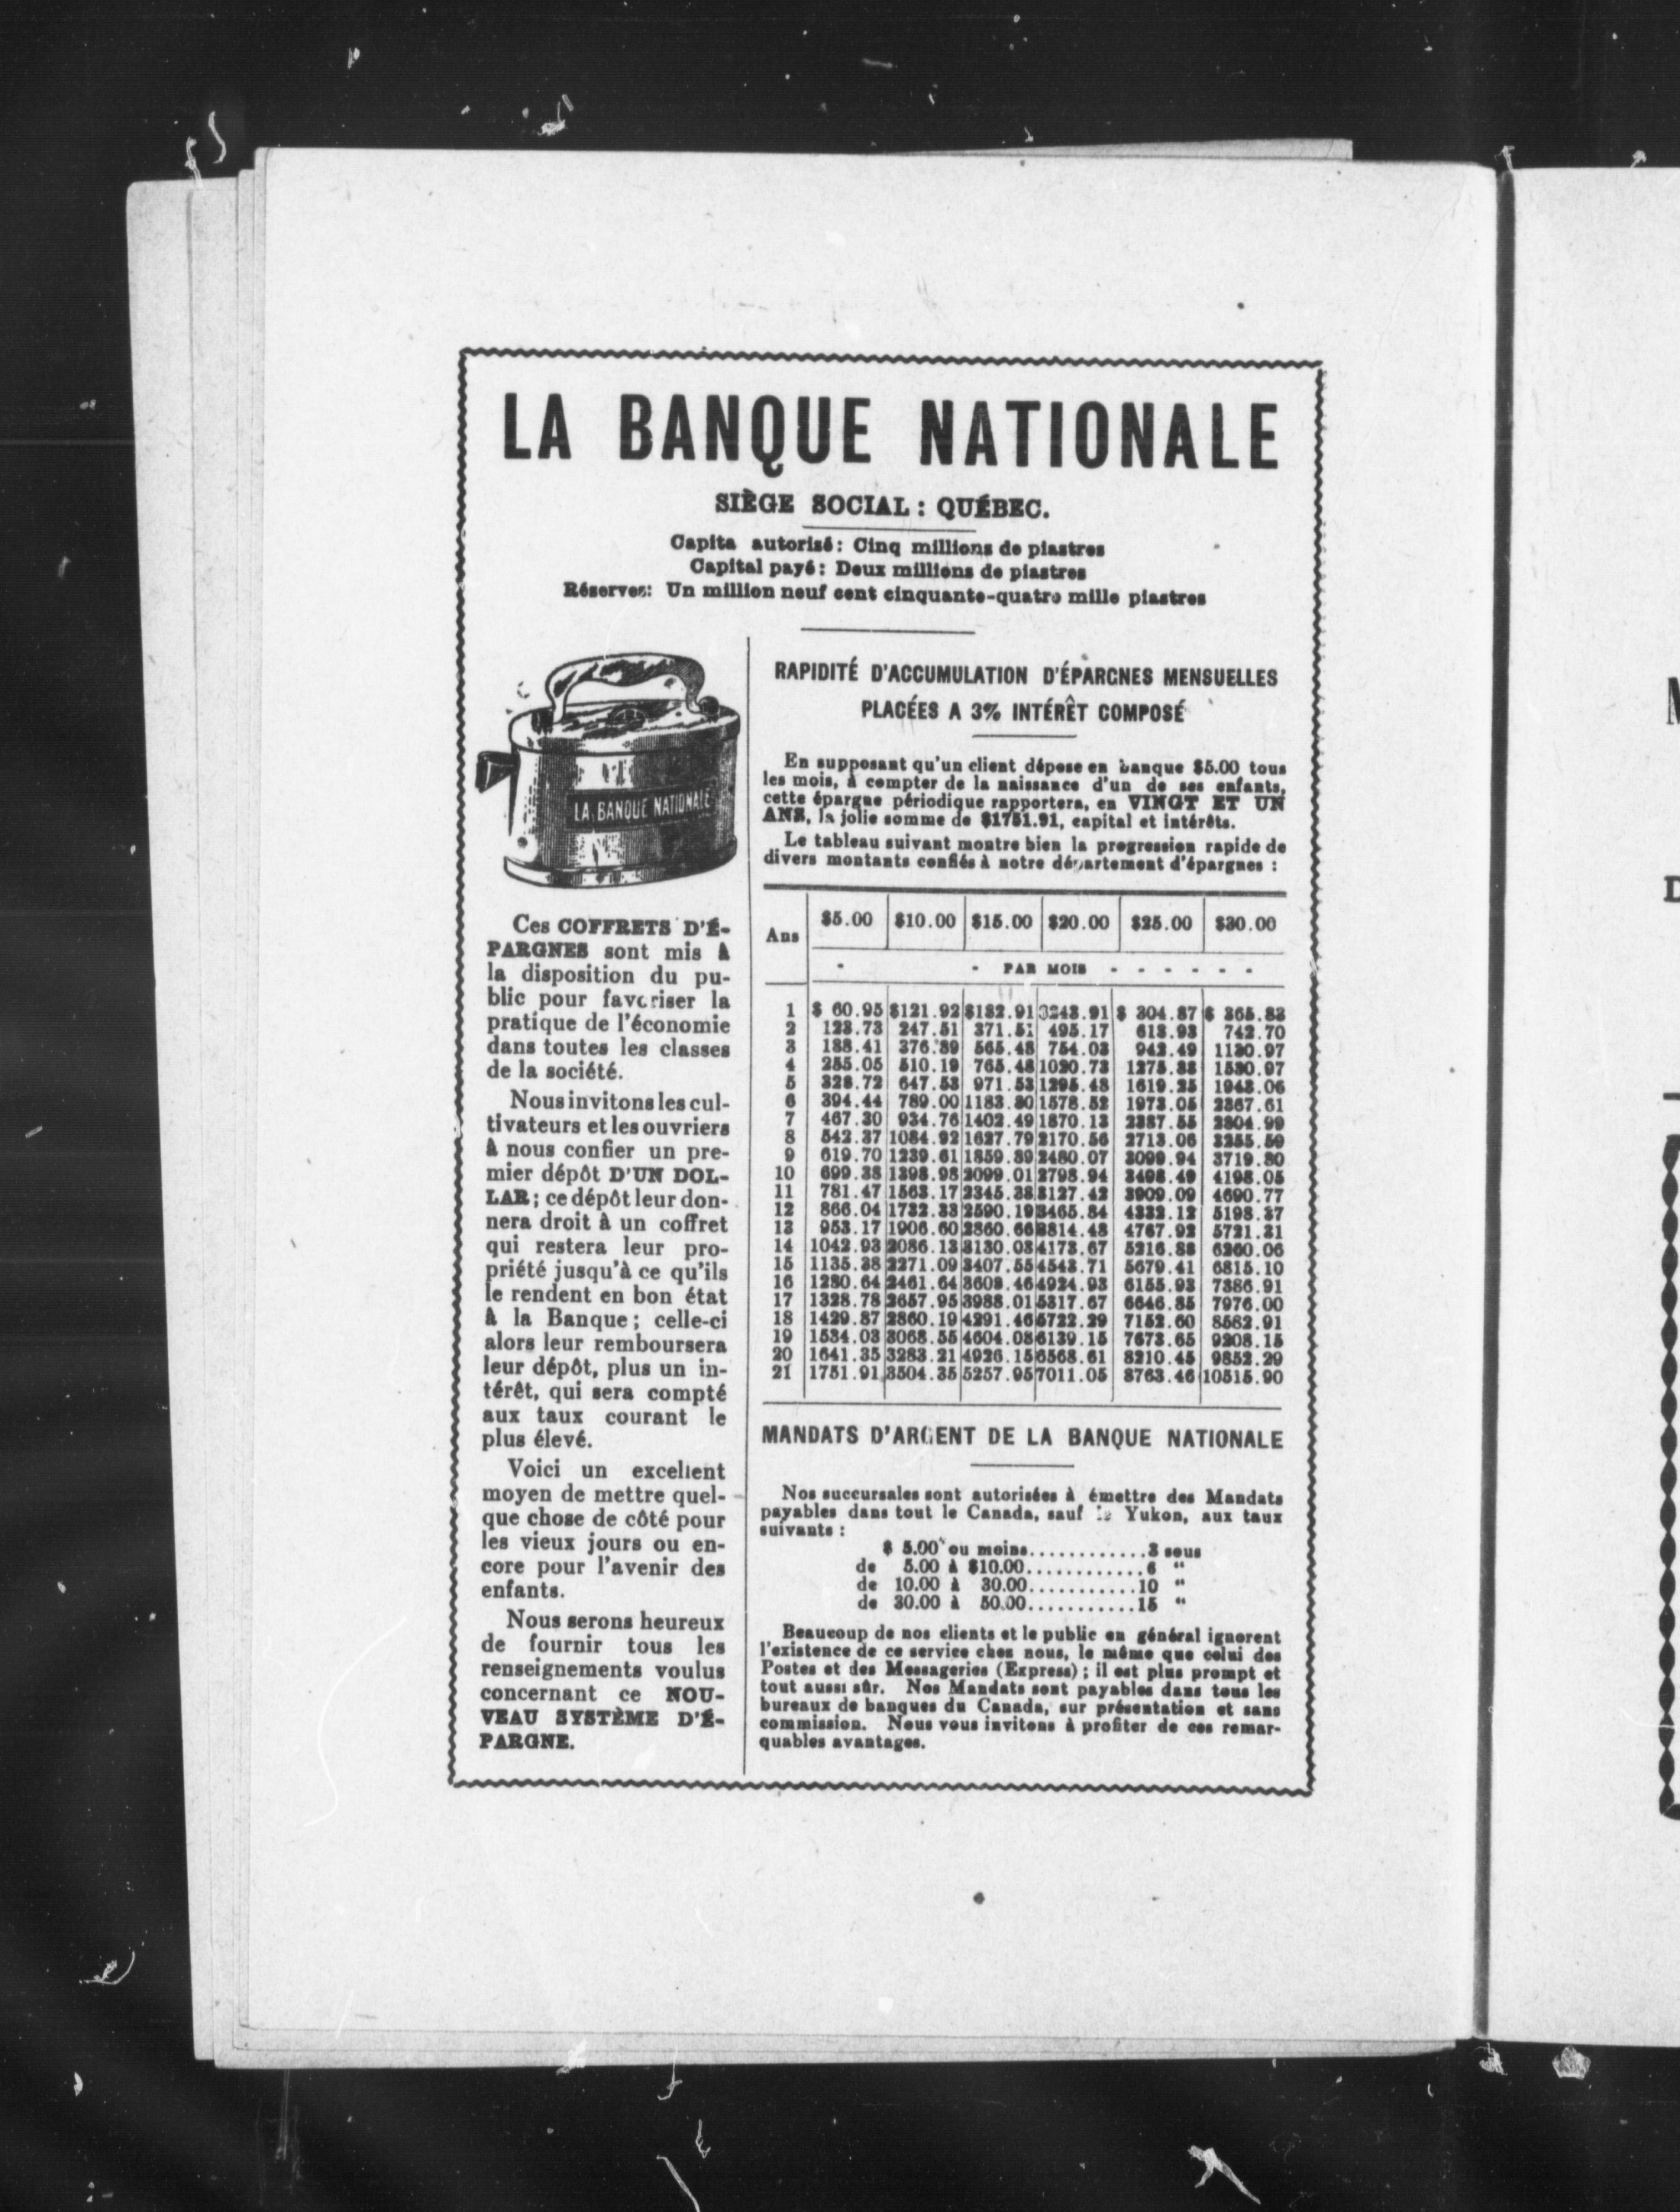 LA BANQUE NATIONALE
SIÈGE SOCIAL : QUÉBEC.
Capita autorisé : Cinq millions de piastres
Capital payé : Deux millions de piastres
Réserves: Un million neuf cent cinquante-quatre mille piastres
LA BANQUE NATIONALE
Ces COFFRETS D'É-
PARGNES sont mis à
la disposition du pu-
blic pour favoriser la
pratique de l'économie
dans toutes les classes
de la société.
Nous invitons les cul-
tivateurs et les ouvriers
à nous confier un pre-
mier dépôt D'UN DOL-
LAR ; ce dépôt leur don-
nera droit à un coffret
qui restera leur pro-
priété jusqu'à ce qu'ils
le rendent en bon état
à la Banque ; celle-ci
alors leur remboursera
leur dépôt, plus un in-
térêt, qui sera compté
aux taux courant le
plus élevé.
Voici un excellent
moyen de mettre quel-
que chose de côté pour
les vieux jours ou en-
core pour l'avenir des
enfants.
Nous serons heureux
de fournir tous les
renseignements voulus
concernant ce NOU-
VEAU SYSTÈME D'É-
PARGNE.
RAPIDITÉ D'ACCUMULATION D'ÉPARGNES MENSUELLES
PLACÉES A 3% INTÉRÊT COMPOSÉ
En supposant qu'un client dépose en banque $5.00 tous
les mois, à compter de la naissance d'un de ses enfants,
cette épargne périodique rapportera, en VINGT ET UN
ANS, la jolie somme de $1751.91, capital et intérêts.
Le tableau suivant montre bien la progression rapide de
divers montants confiés à notre département d'épargnes :
Ans $5.00 $10.00 $15.00 $20.00 $25.00 $30.00
- - PAR MOIS - - - - - -
1 $ 60.95 $121.92 $182.91 $243.91 $ 304.87 $ 365.83
2 123.73 247.51 371.51 495.17 618.93 742.70
3 188.41 376.89 565.48 754.03 942.49 1130.97
4 255.05 510.19 765.48 1020.73 1275.88 1530.97
5 323.72 647.53 971.53 1295.48 1619.25 1943.06
6 394.44 789.00 1183.80 1578.52 1973.05 2367.61
7 467.30 934.76 1402.49 1870.13 2337.55 2804.99
8 542.37 1084.92 1627.79 2170.56 2713.06 3255.59
9 619.70 1239.61 1859.89 2480.07 3099.94 3719.80
10 699.38 1398.98 2099.01 2798.94 3498.49 4198.05
11 781.47 1563.17 2345.38 3127.42 3909.09 4690.77
12 866.04 1732.33 2590.19 3465.84 4332.12 5198.37
13 953.17 1906.60 2860.66 3814.48 4767.92 5721.31
14 1042.93 2086.13 3130.03 4173.67 5216.88 6260.06
15 1135.38 2271.09 3407.55 4543.71 5679.41 6815.10
16 1230.64 2461.64 3608.46 4924.93 6155.93 7386.91
17 1328.78 2657.95 3988.01 5317.67 6646.85 7976.00
18 1429.87 2860.19 4291.46 5722.29 7152.60 8582.91
19 1534.03 3068.55 4604.08 6139.15 7673.65 9208.15
20 1641.35 3283.21 4926.15 6568.61 8210.45 9852.29
21 1751.91 3504.35 5257.95 7011.05 8763.46 10515.90
MANDATS D'ARGENT DE LA BANQUE NATIONALE
Nos succursales sont autorisées à émettre des Mandats
payables dans tout le Canada, sauf le Yukon, aux taux
suivants :
$ 5.00 ou moins............3 sous
de 5.00 à $10.00............6 "
de 10.00 à 30.00...........10 "
de 30.00 à 50.00...........15 "
Beaucoup de nos clients et le public en général ignorent
l'existence de ce service chez nous, le même que celui des
Postes et des Messageries (Express) ; il est plus prompt et
tout aussi sûr. Nos Mandats sont payables dans tous les
bureaux de banques du Canada, sur présentation et sans
commission. Nous vous invitons à profiter de ces remar-
quables avantages.